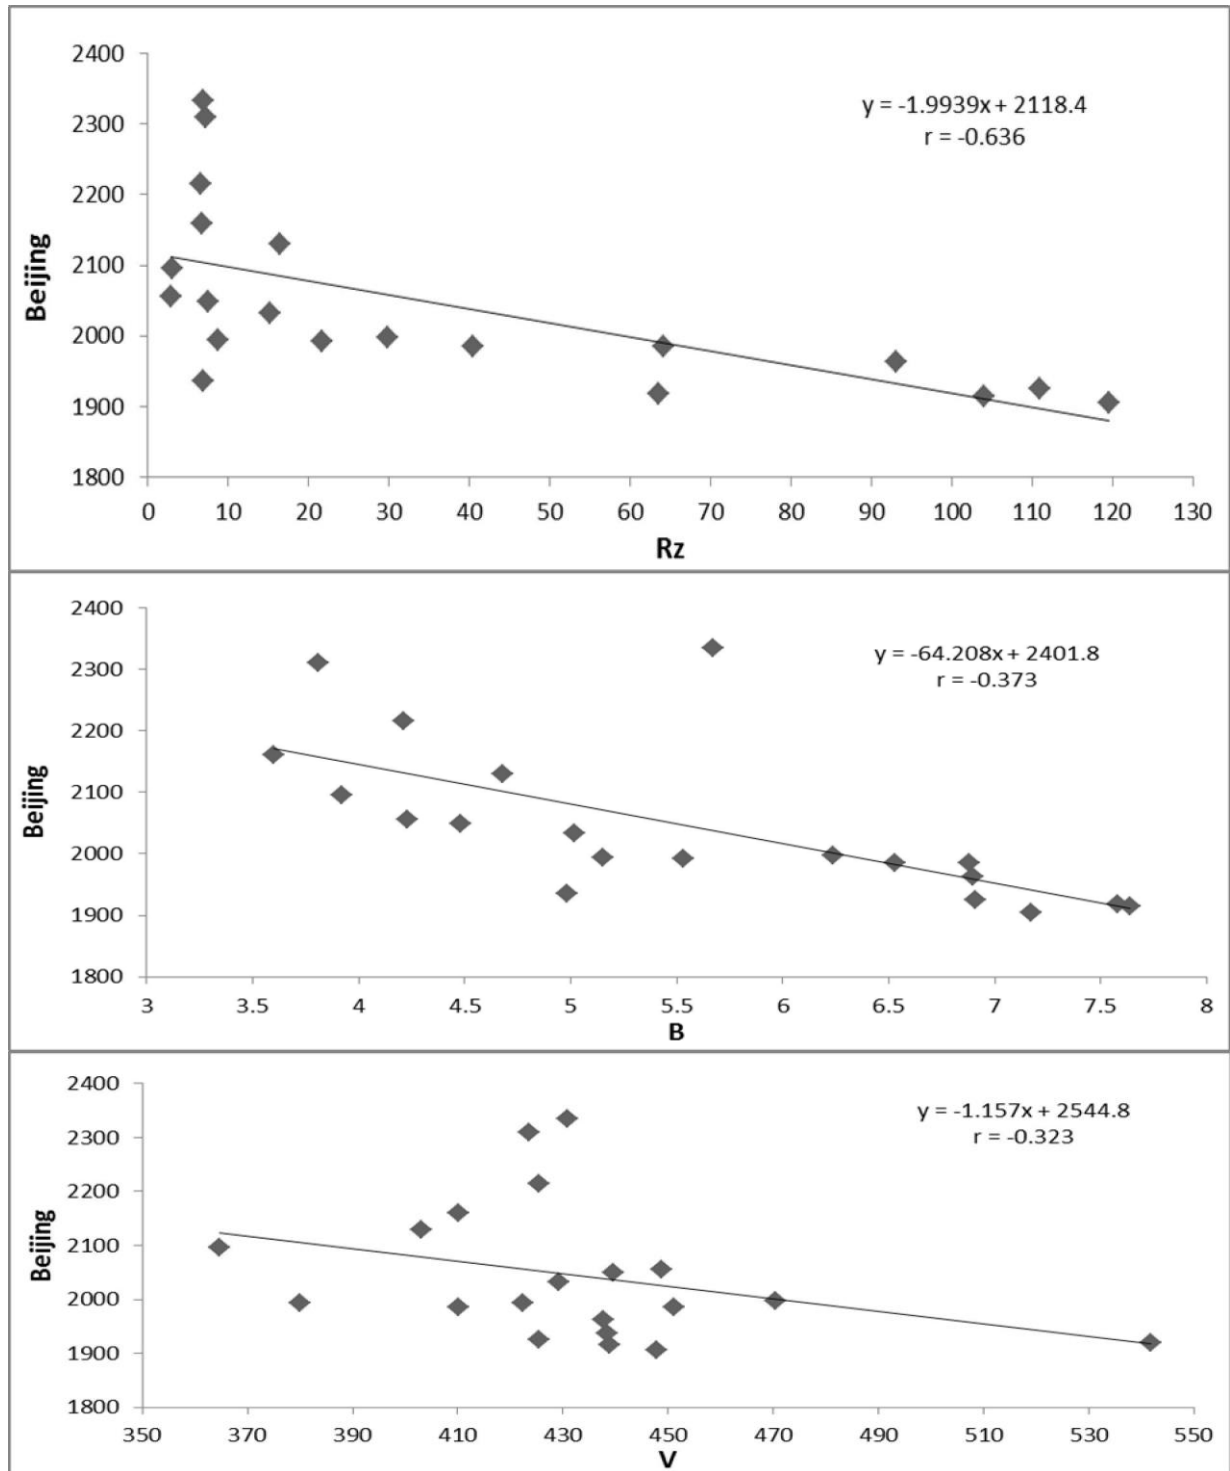 2400
2300
2200
2100
2000
1900
1800
Beijing
y = -1.9939x + 2118.4
r = -0.636
0 10 20 30 40 50 60 70 80 90 100 110 120 130
Rz
2400
2300
2200
2100
2000
1900
1800
Beijing
y = -64.208x + 2401.8
r = -0.373
3 3.5 4 4.5 5 5.5 6 6.5 7 7.5 8
B
2400
2300
2200
2100
2000
1900
1800
Beijing
y = -1.157x + 2544.8
r = -0.323
350 370 390 410 430 450 470 490 510 530 550
V